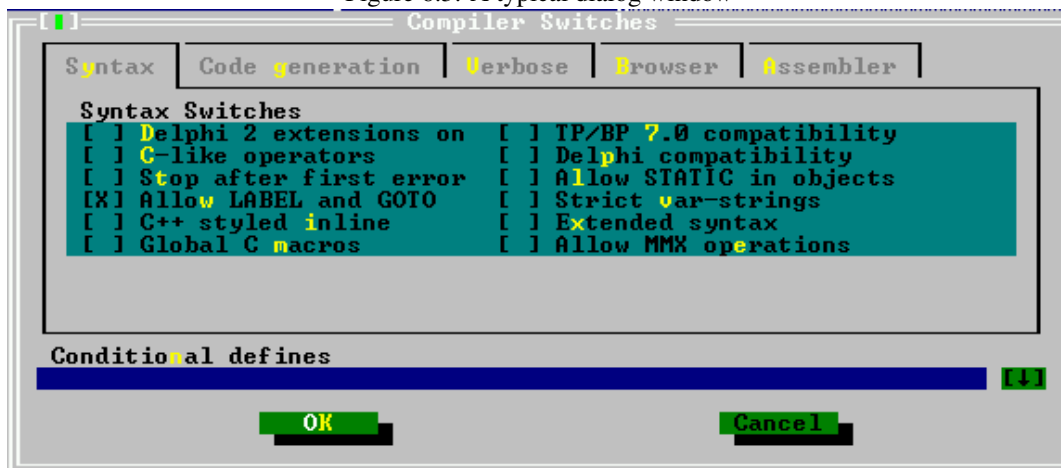 Figure 6.3: A typical dialog window
[■] Compiler Switches
Syntax Code generation Verbose Browser Assembler
Syntax Switches
[ ] Delphi 2 extensions on [ ] TP/BP 7.0 compatibility
[ ] C-like operators [ ] Delphi compatibility
[ ] Stop after first error [ ] Allow STATIC in objects
[X] Allow LABEL and GOTO [ ] Strict var-strings
[ ] C++ styled inline [ ] Extended syntax
[ ] Global C macros [ ] Allow MMX operations
Conditional defines
[↓]
OK Cancel